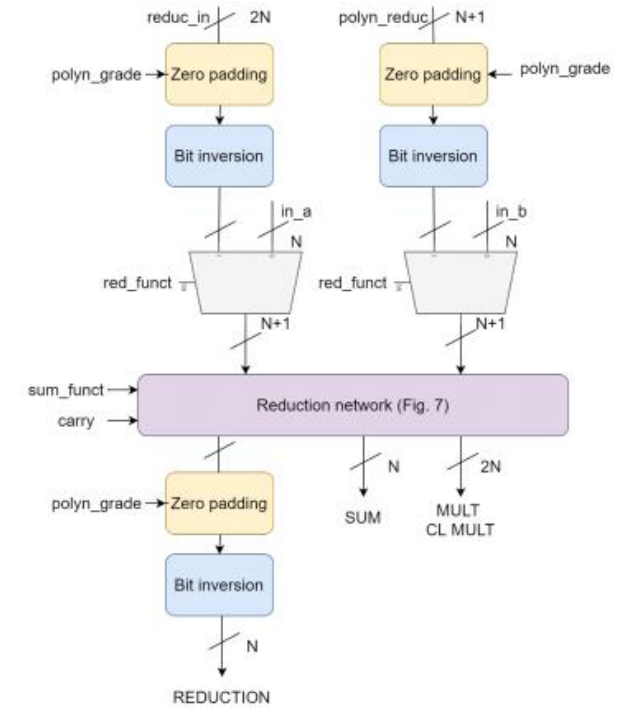 reduc_in 2N
polyn_reduc N+1
polyn_grade Zero padding
Zero padding polyn_grade
Bit inversion
Bit inversion
in_a
N
in_b
N
red_funct
red_funct
N+1
N+1
sum_funct
carry
Reduction network (Fig. 7)
polyn_grade Zero padding
N
2N
SUM
MULT
CL MULT
Bit inversion
N
REDUCTION